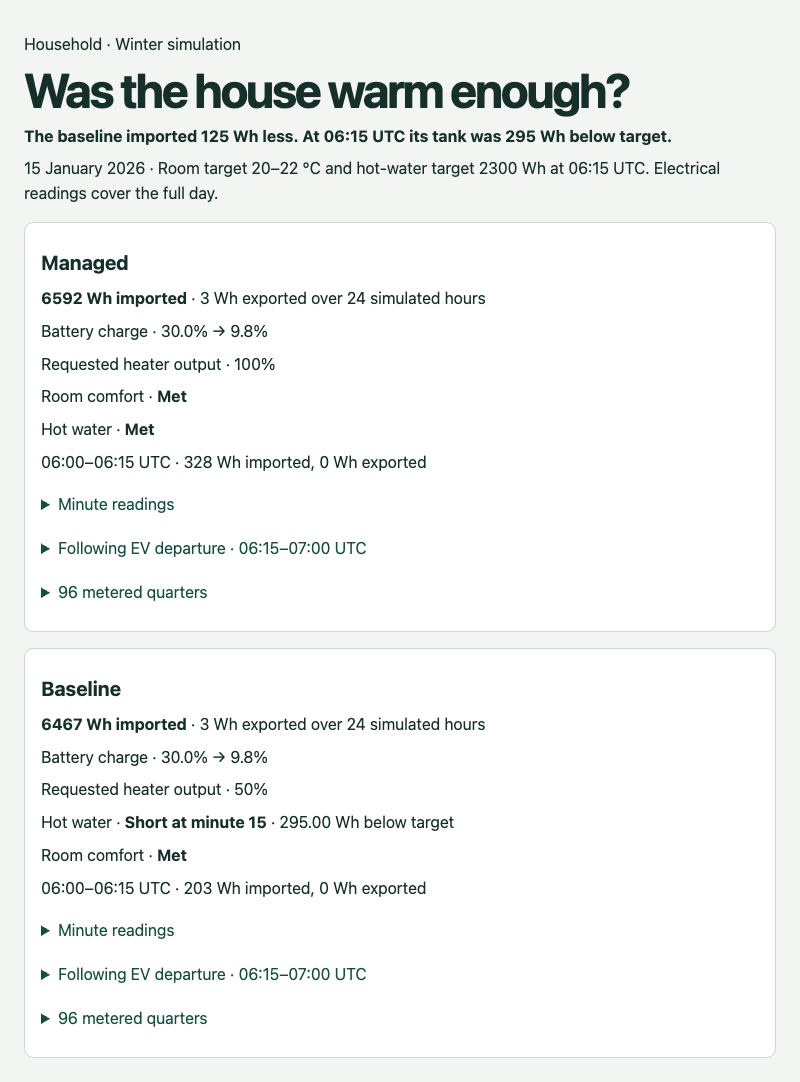 Household · Winter simulation
Was the house warm enough?
The baseline imported 125 Wh less. At 06:15 UTC its tank was 295 Wh below target.
15 January 2026 · Room target 20–22 °C and hot-water target 2300 Wh at 06:15 UTC. Electrical
readings cover the full day.
Managed
6592 Wh imported · 3 Wh exported over 24 simulated hours
Battery charge · 30.0% → 9.8%
Requested heater output · 100%
Room comfort · Met
Hot water · Met
06:00–06:15 UTC · 328 Wh imported, 0 Wh exported
Minute readings
Following EV departure · 06:15–07:00 UTC
96 metered quarters
Baseline
6467 Wh imported · 3 Wh exported over 24 simulated hours
Battery charge · 30.0% → 9.8%
Requested heater output · 50%
Hot water · Short at minute 15 · 295.00 Wh below target
Room comfort · Met
06:00–06:15 UTC · 203 Wh imported, 0 Wh exported
Minute readings
Following EV departure · 06:15–07:00 UTC
96 metered quarters